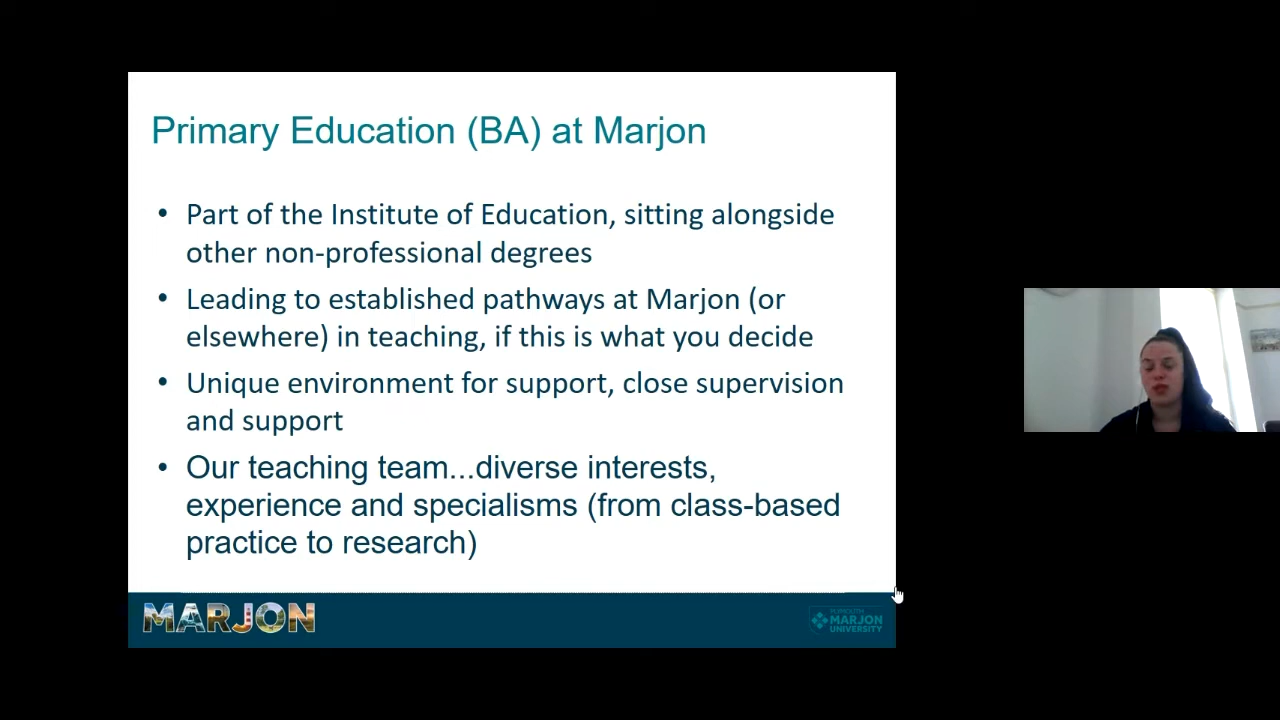 Primary Education (BA) at Marjon
• Part of the Institute of Education, sitting alongside
other non-professional degrees
• Leading to established pathways at Marjon (or
elsewhere) in teaching, if this is what you decide
• Unique environment for support, close supervision
and support
• Our teaching team...diverse interests,
experience and specialisms (from class-based
practice to research)
MARJON
PLYMOUTH
MARJON
UNIVERSITY